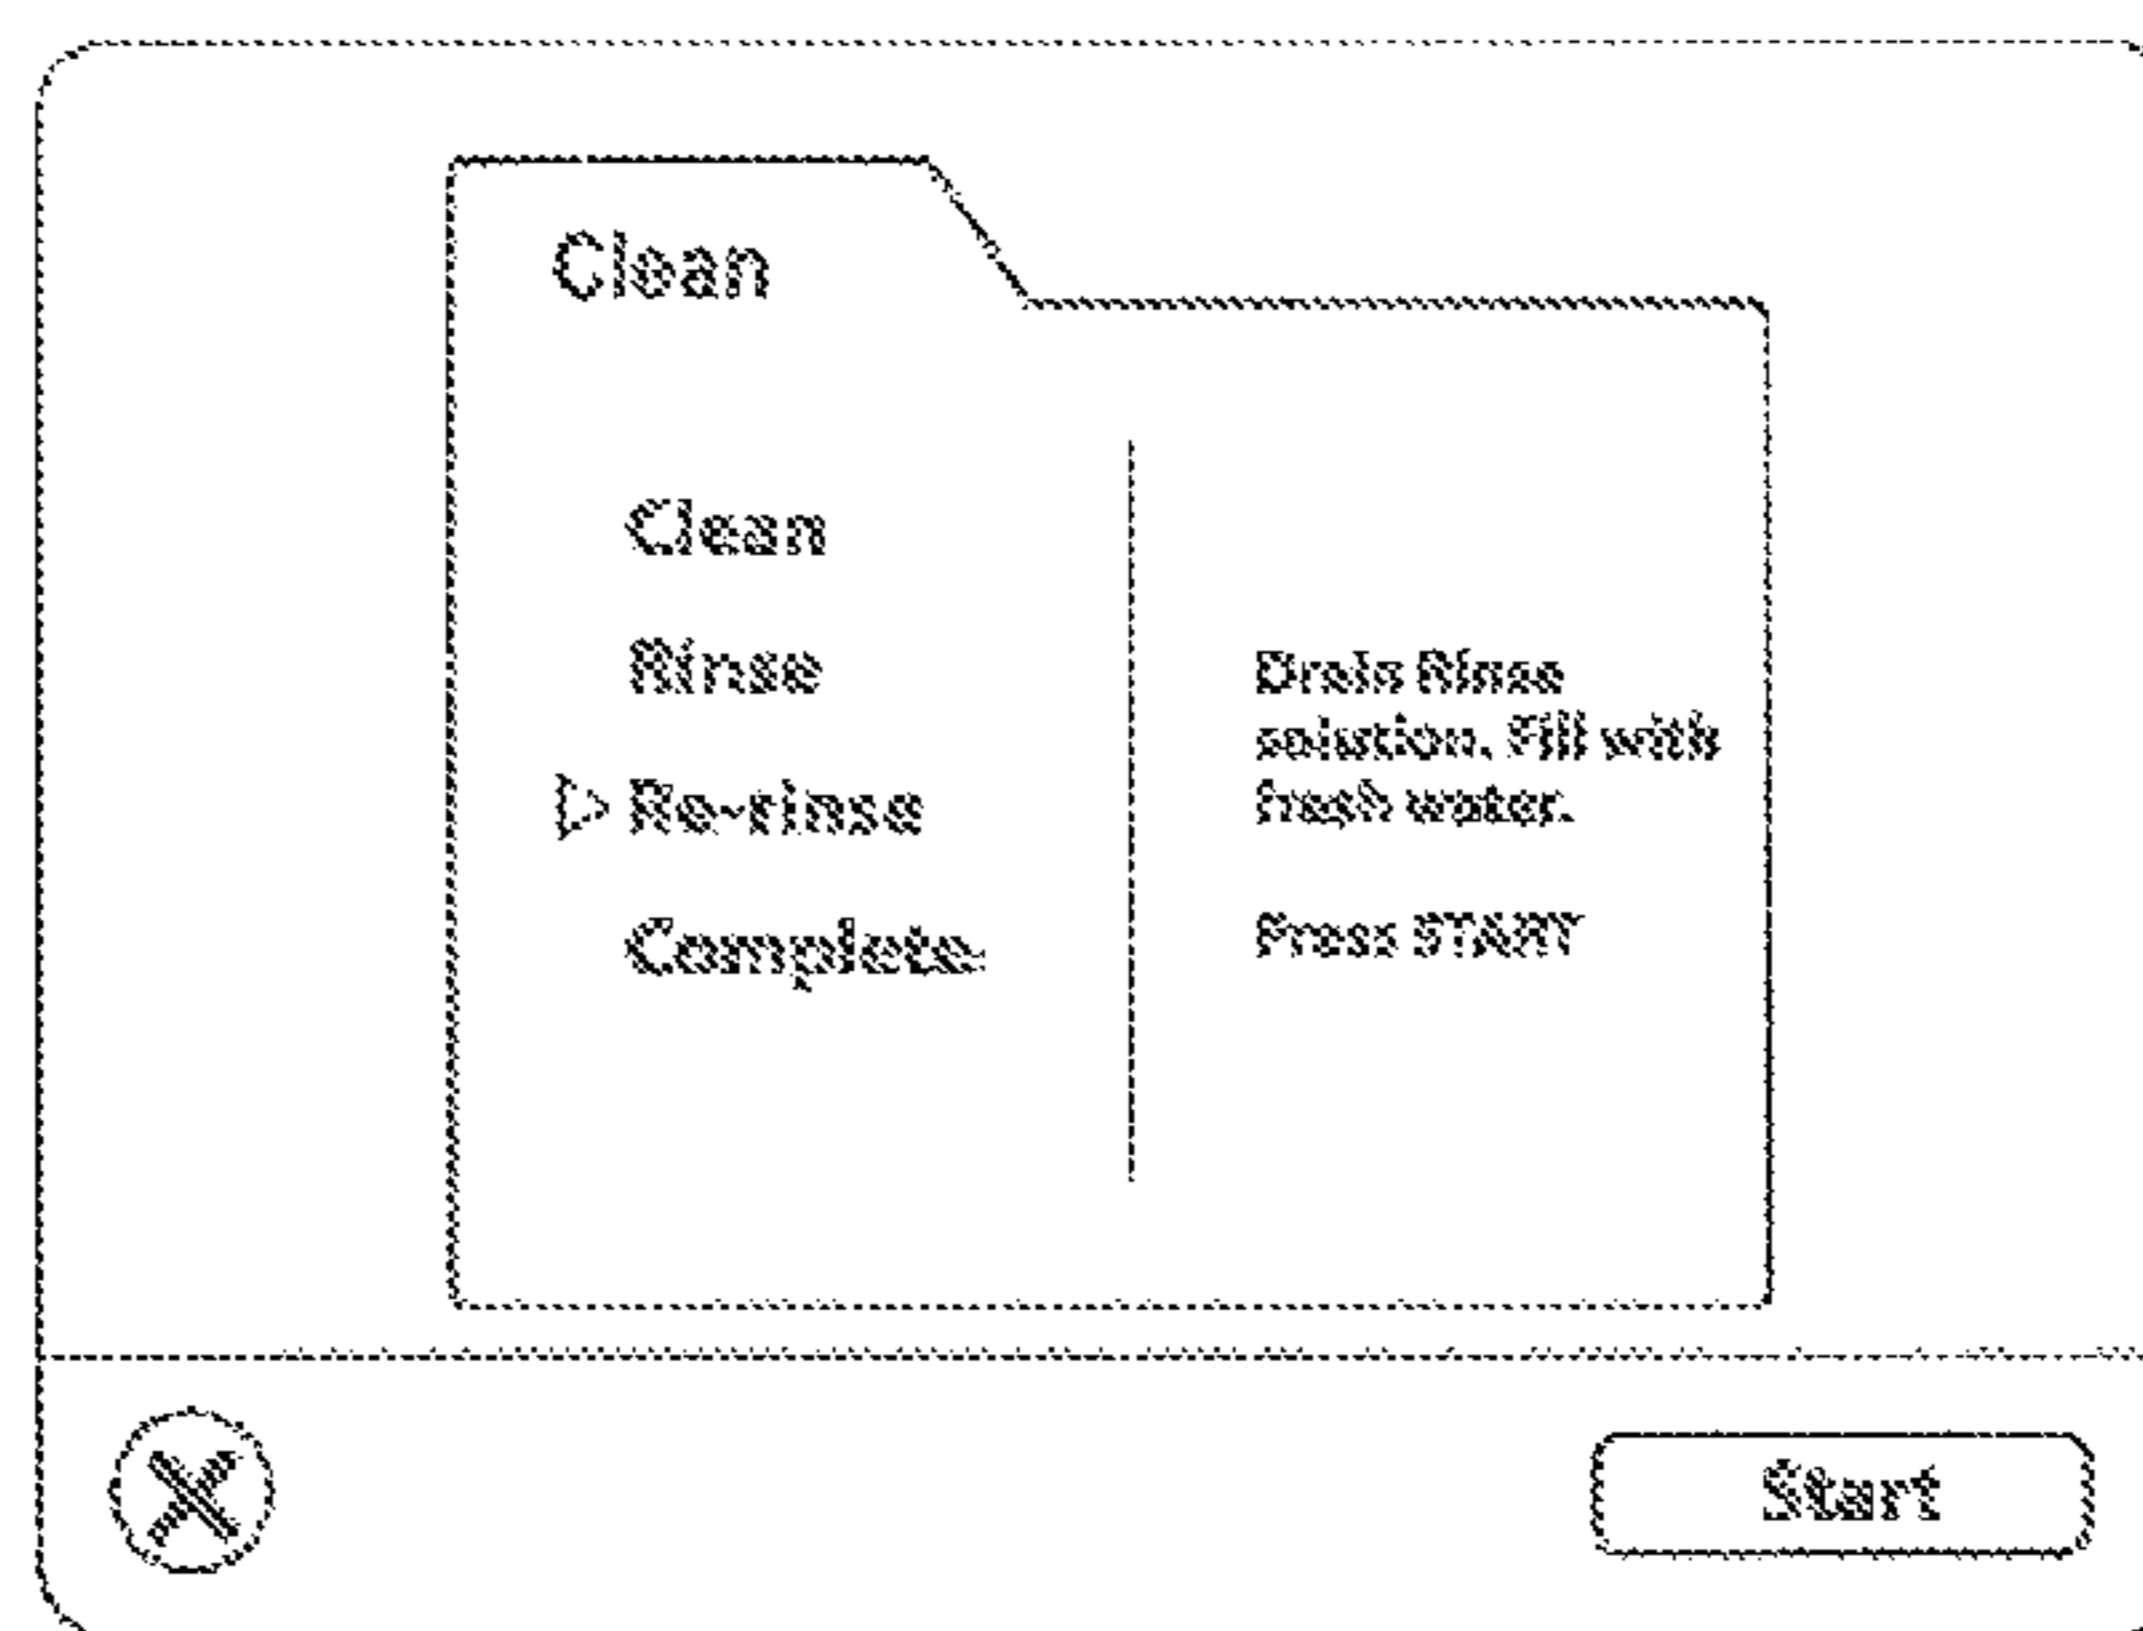 Clean
Clean
Rinse
Re-rinse
Complete
Drain Rinse
solution. Fill with
fresh water.
Press START
Start